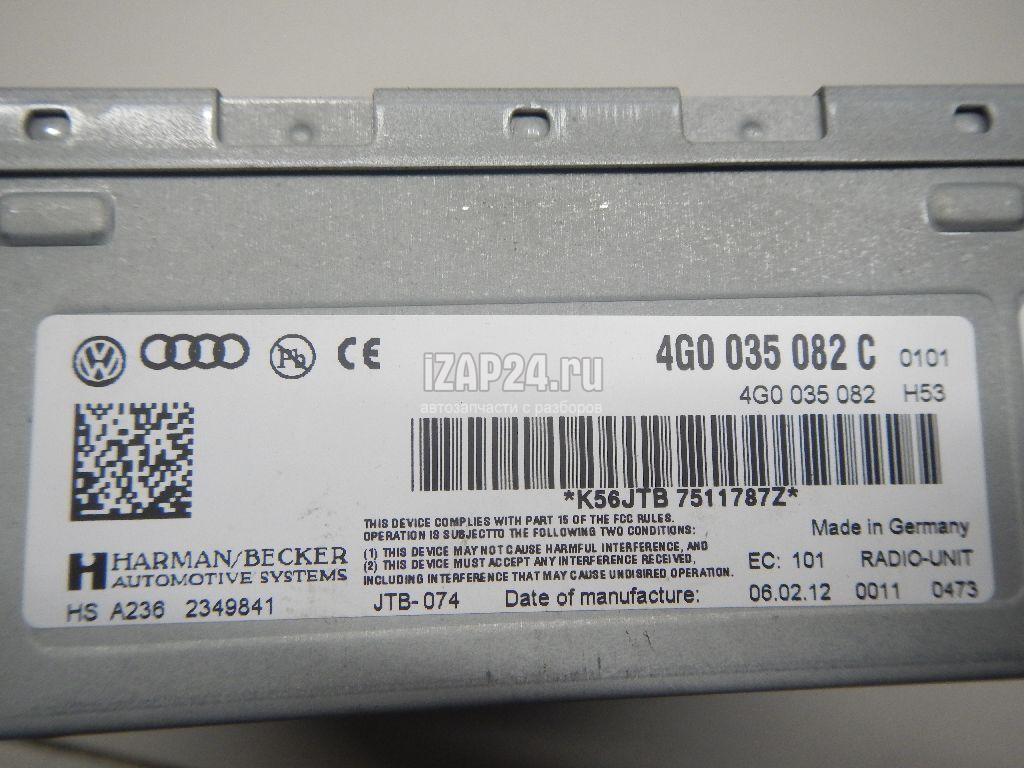 Pb CE
4G0 035 082 C 0101
4G0 035 082 H53
iZAP24.ru
автозапчасти с разборов
*K56JTB 7511787Z*
THIS DEVICE COMPLIES WITH PART 15 OF THE FCC RULES.
OPERATION IS SUBJECTTO THE FOLLOWING TWO CONDITIONS:
(1) THIS DEVICE MAY NOT CAUSE HARMFUL INTERFERENCE, AND
(2) THIS DEVICE MUST ACCEPT ANY INTERFERENCE RECEIVED,
INCLUDING INTERFERENCE THAT MAY CAUSE UNDISIRED OPERATION.
Made in Germany
EC: 101 RADIO-UNIT
HARMAN/BECKER
AUTOMOTIVE SYSTEMS
HS A236 2349841
JTB-074 Date of manufacture: 06.02.12 0011 0473